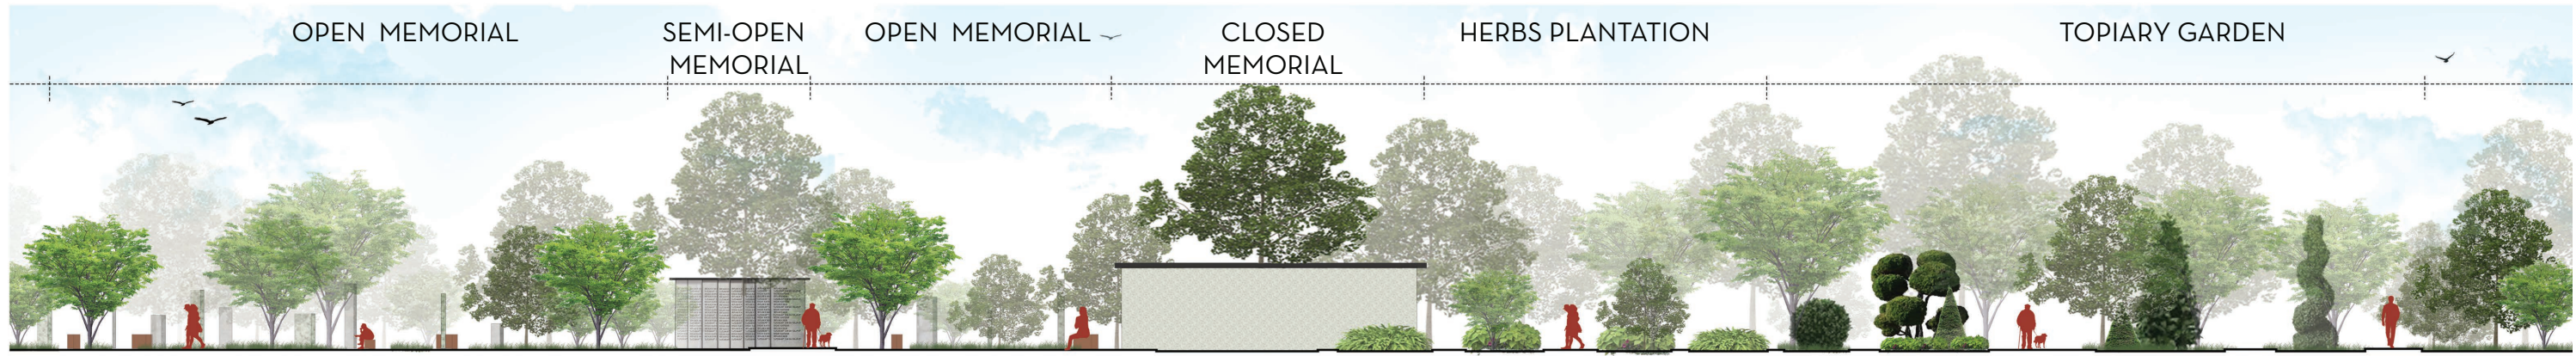 OPEN MEMORIAL
SEMI-OPEN
MEMORIAL
OPEN MEMORIAL
CLOSED
MEMORIAL
HERBS PLANTATION
TOPIARY GARDEN